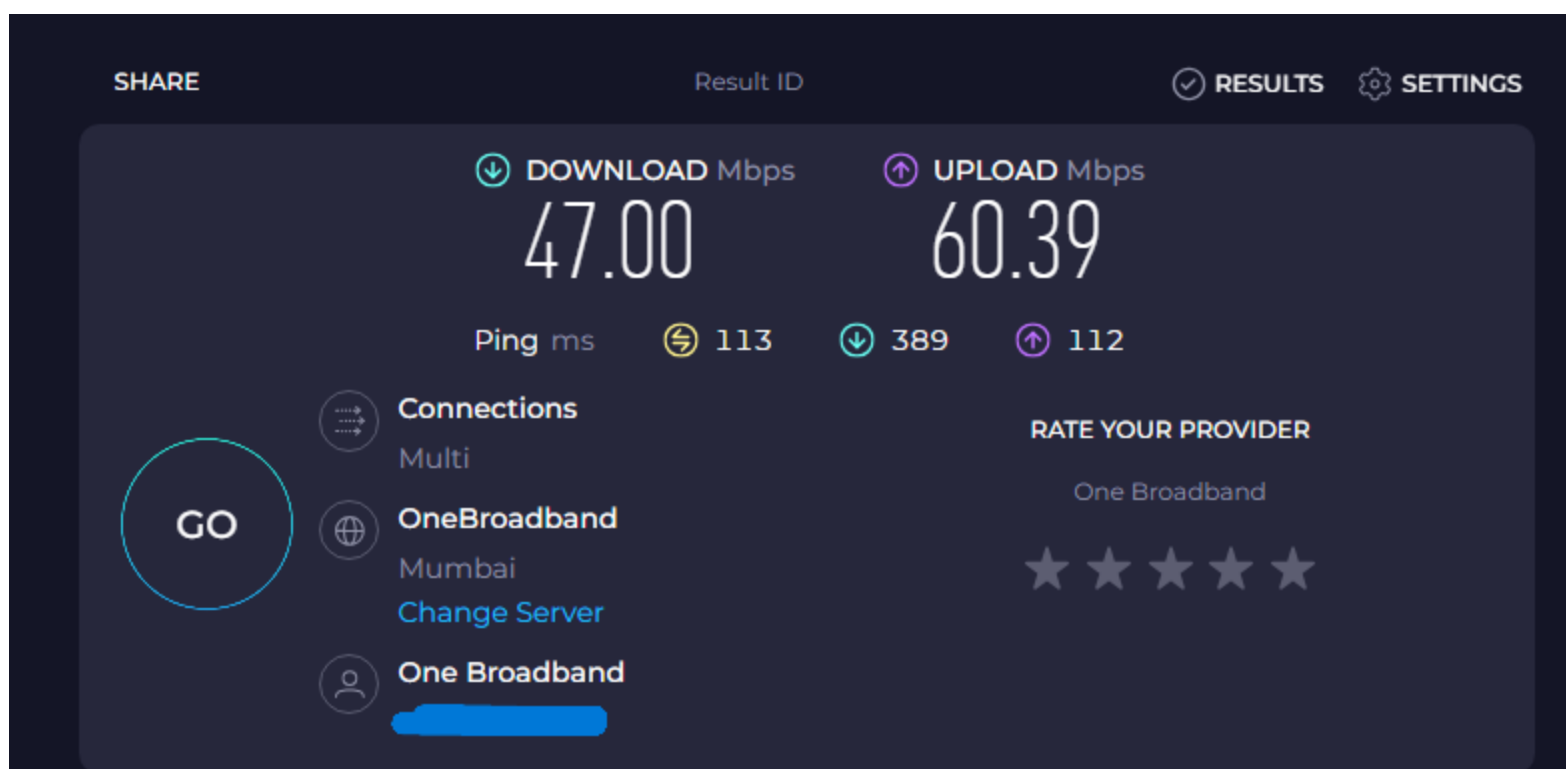 SHARE Result ID RESULTS SETTINGS
DOWNLOAD Mbps UPLOAD Mbps
47.00 60.39
Ping ms 113 389 112
Connections
Multi
RATE YOUR PROVIDER
One Broadband
GO
OneBroadband
Mumbai
Change Server
One Broadband